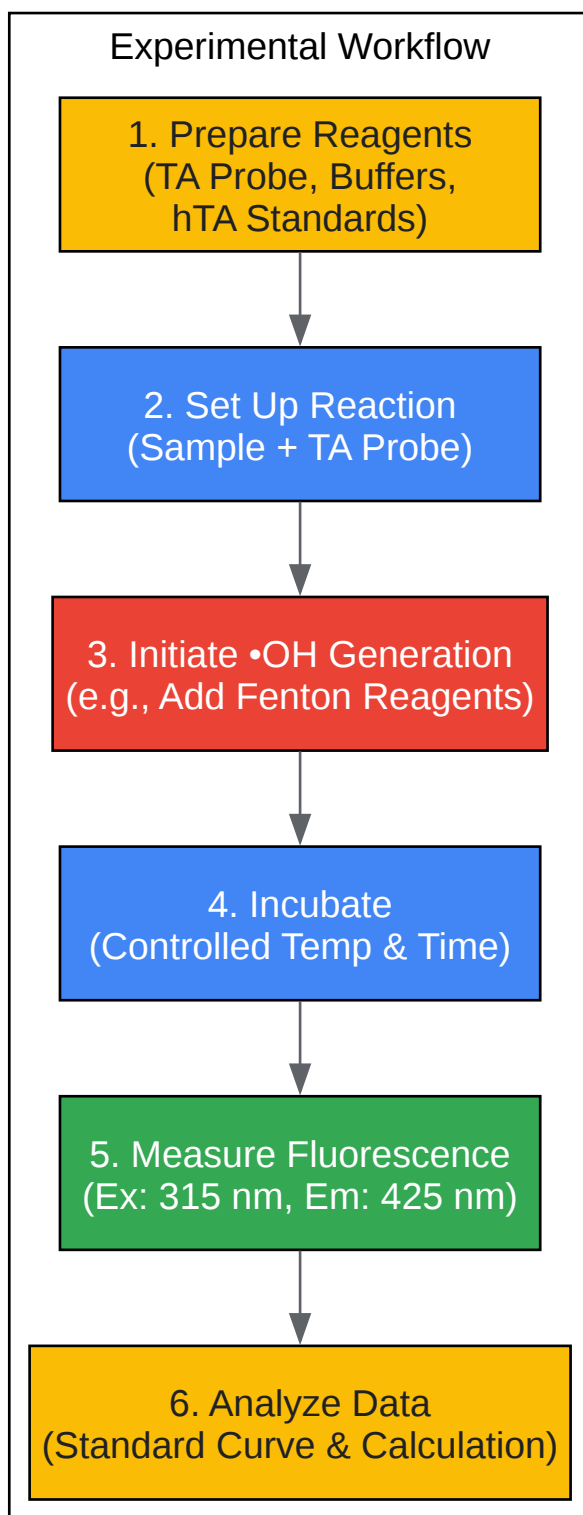 Experimental Workflow
1. Prepare Reagents
(TA Probe, Buffers,
hTA Standards)
2. Set Up Reaction
(Sample + TA Probe)
3. Initiate •OH Generation
(e.g., Add Fenton Reagents)
4. Incubate
(Controlled Temp & Time)
5. Measure Fluorescence
(Ex: 315 nm, Em: 425 nm)
6. Analyze Data
(Standard Curve & Calculation)